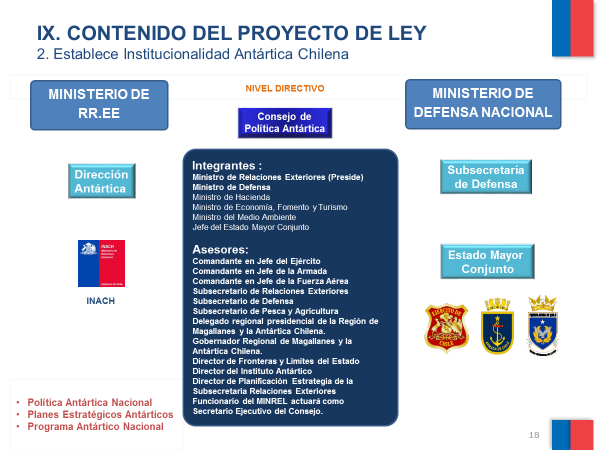 IX. CONTENIDO DEL PROYECTO DE LEY
2. Establece Institucionalidad Antártica Chilena
MINISTERIO DE
RR.EE
NIVEL DIRECTIVO
Consejo de
Política Antártica
MINISTERIO DE
DEFENSA NACIONAL
Dirección
Antártica
INACH
INACH
Integrantes :
Ministro de Relaciones Exteriores (Preside)
Ministro de Defensa
Ministro de Hacienda
Ministro de Economía, Fomento y Turismo
Ministro del Medio Ambiente
Jefe del Estado Mayor Conjunto
Asesores:
Comandante en Jefe del Ejército
Comandante en Jefe de la Armada
Comandante en Jefe de la Fuerza Aérea
Subsecretario de Relaciones Exteriores
Subsecretario de Defensa
Subsecretario de Pesca y Agricultura
Delegado regional presidencial de la Región de
Magallanes y la Antártica Chilena.
Gobernador Regional de Magallanes y la
Antártica Chilena.
Director de Fronteras y Limites del Estado
Director del Instituto Antártico
Director de Planificación Estrategia de la
Subsecretaria Relaciones Exteriores
Funcionario del MINREL actuará como
Secretario Ejecutivo del Consejo.
Subsecretaria
de Defensa
Estado Mayor
Conjunto
EJERCITO DE
CHILE
• Política Antártica Nacional
• Planes Estratégicos Antárticos
• Programa Antártico Nacional
18